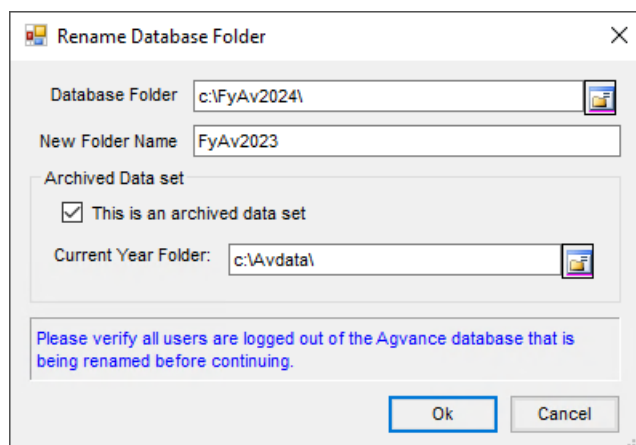 Rename Database Folder
Database Folder c:\FyAv2024\
New Folder Name FyAv2023
Archived Data set
This is an archived data set
Current Year Folder: c:\Avdata\
Please verify all users are logged out of the Agvance database that is
being renamed before continuing.
Ok Cancel